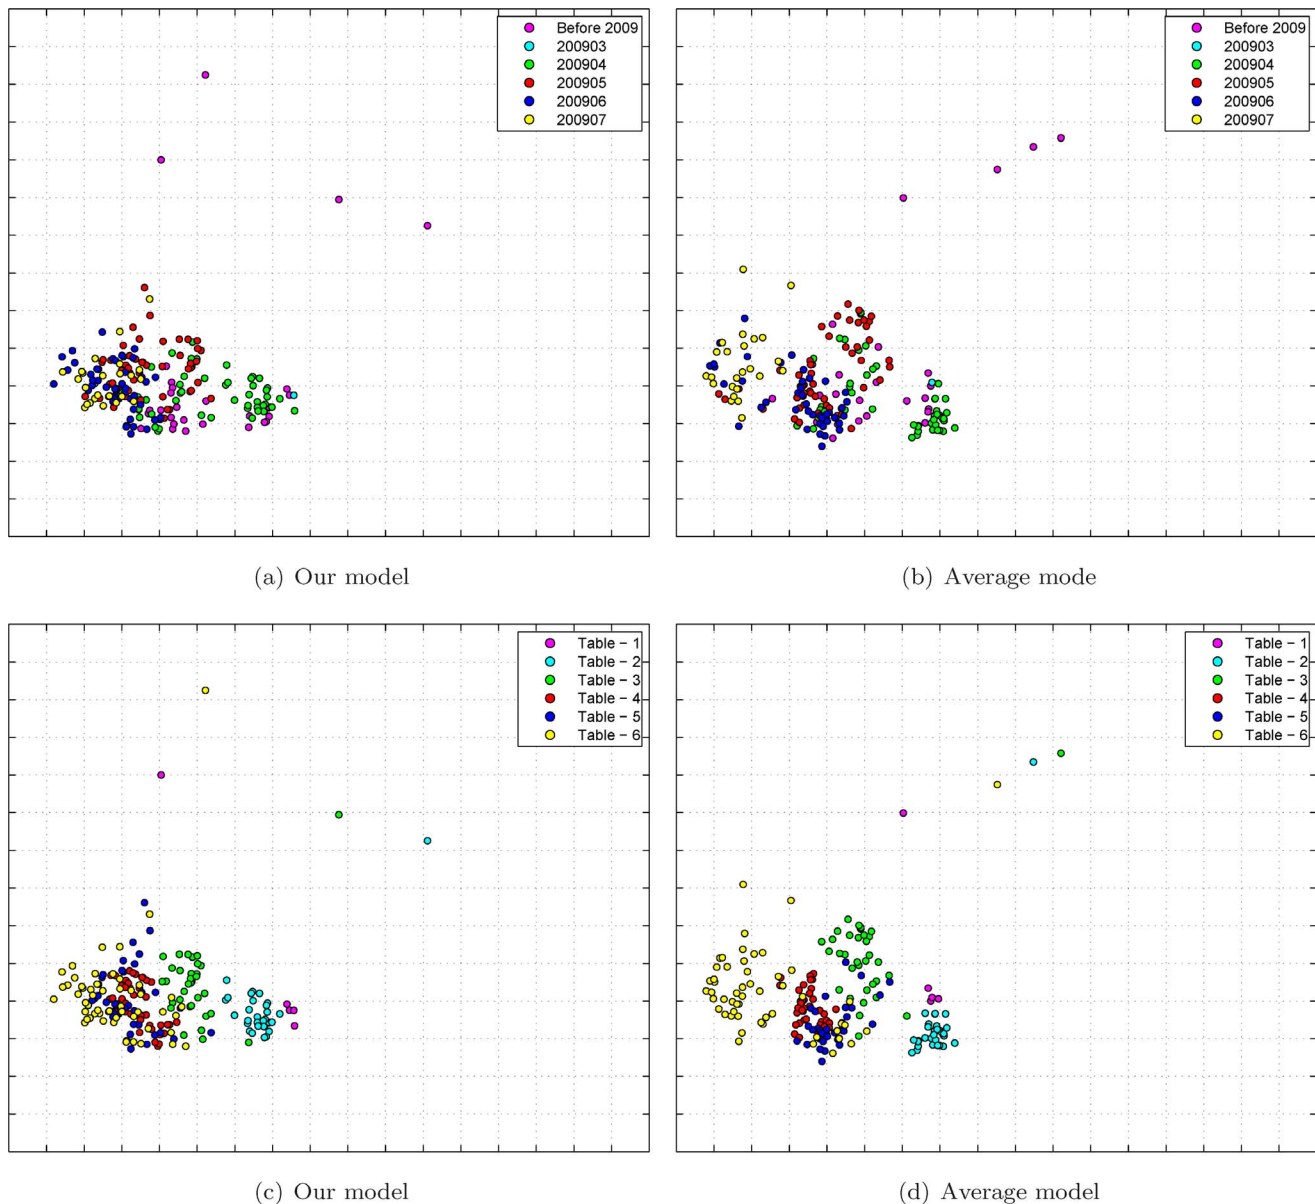 Before 2009
200903
200904
200905
200906
200907
(a) Our model
Before 2009
200903
200904
200905
200906
200907
(b) Average mode
Table − 1
Table − 2
Table − 3
Table − 4
Table − 5
Table − 6
(c) Our model
Table − 1
Table − 2
Table − 3
Table − 4
Table − 5
Table − 6
(d) Average model